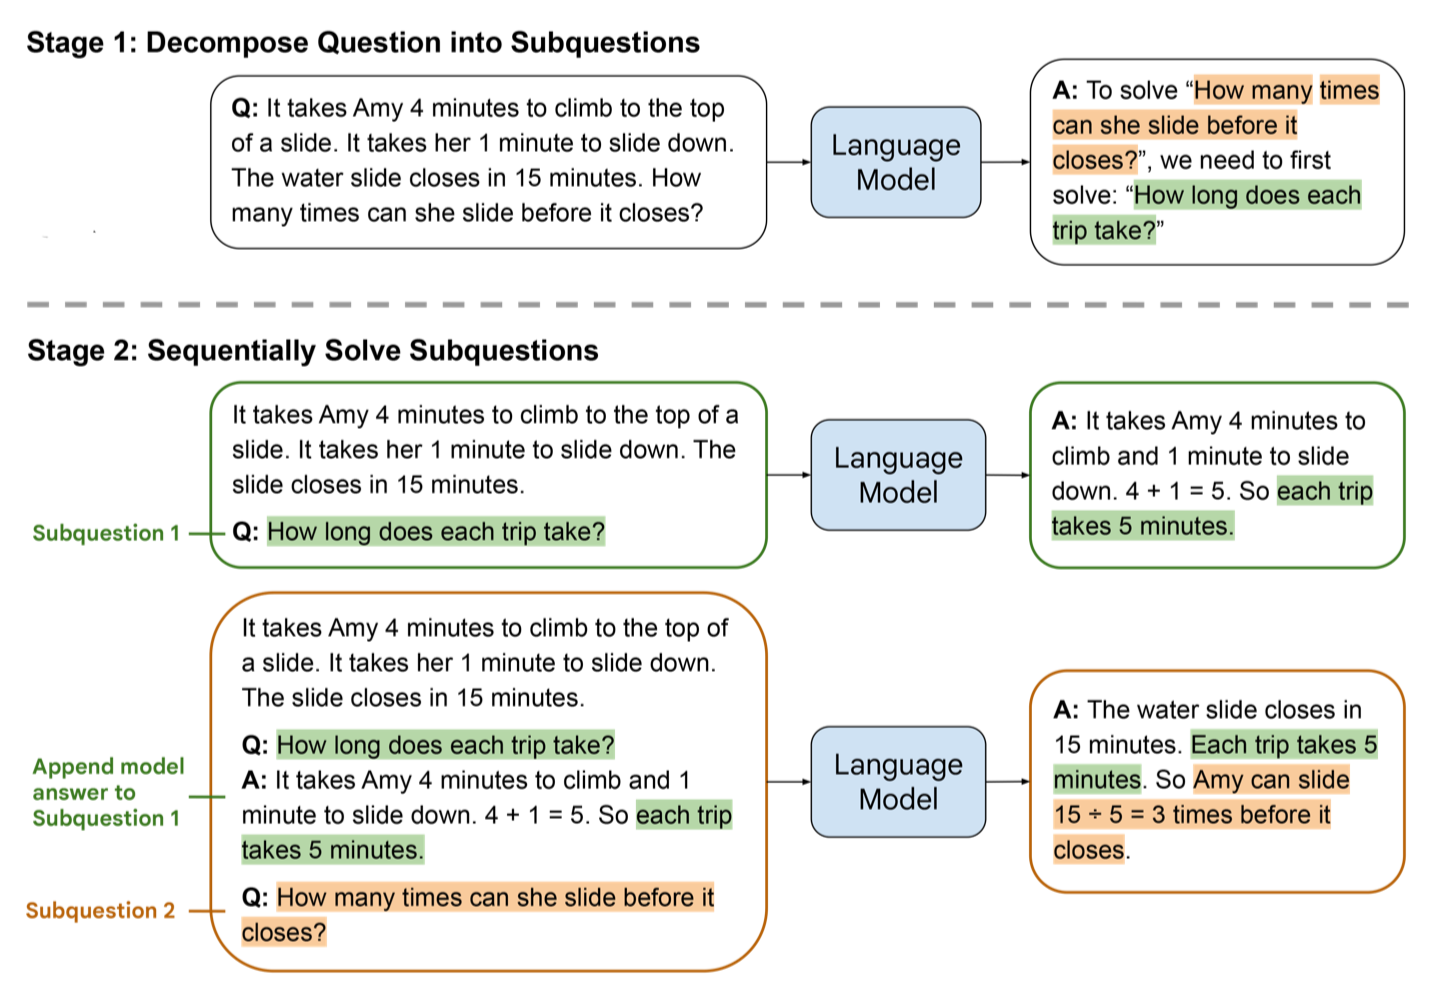 Stage 1: Decompose Question into Subquestions
Q: It takes Amy 4 minutes to climb to the top
of a slide. It takes her 1 minute to slide down.
The water slide closes in 15 minutes. How
many times can she slide before it closes?
Language
Model
A: To solve “How many times
can she slide before it
closes?”, we need to first
solve: “How long does each
trip take?”
Stage 2: Sequentially Solve Subquestions
It takes Amy 4 minutes to climb to the top of a
slide. It takes her 1 minute to slide down. The
slide closes in 15 minutes.
Subquestion 1
Q: How long does each trip take?
Language
Model
A: It takes Amy 4 minutes to
climb and 1 minute to slide
down. 4 + 1 = 5. So each trip
takes 5 minutes.
It takes Amy 4 minutes to climb to the top of
a slide. It takes her 1 minute to slide down.
The slide closes in 15 minutes.
Append model
answer to
Subquestion 1
Q: How long does each trip take?
A: It takes Amy 4 minutes to climb and 1
minute to slide down. 4 + 1 = 5. So each trip
takes 5 minutes.
Subquestion 2
Q: How many times can she slide before it
closes?
Language
Model
A: The water slide closes in
15 minutes. Each trip takes 5
minutes. So Amy can slide
15 ÷ 5 = 3 times before it
closes.